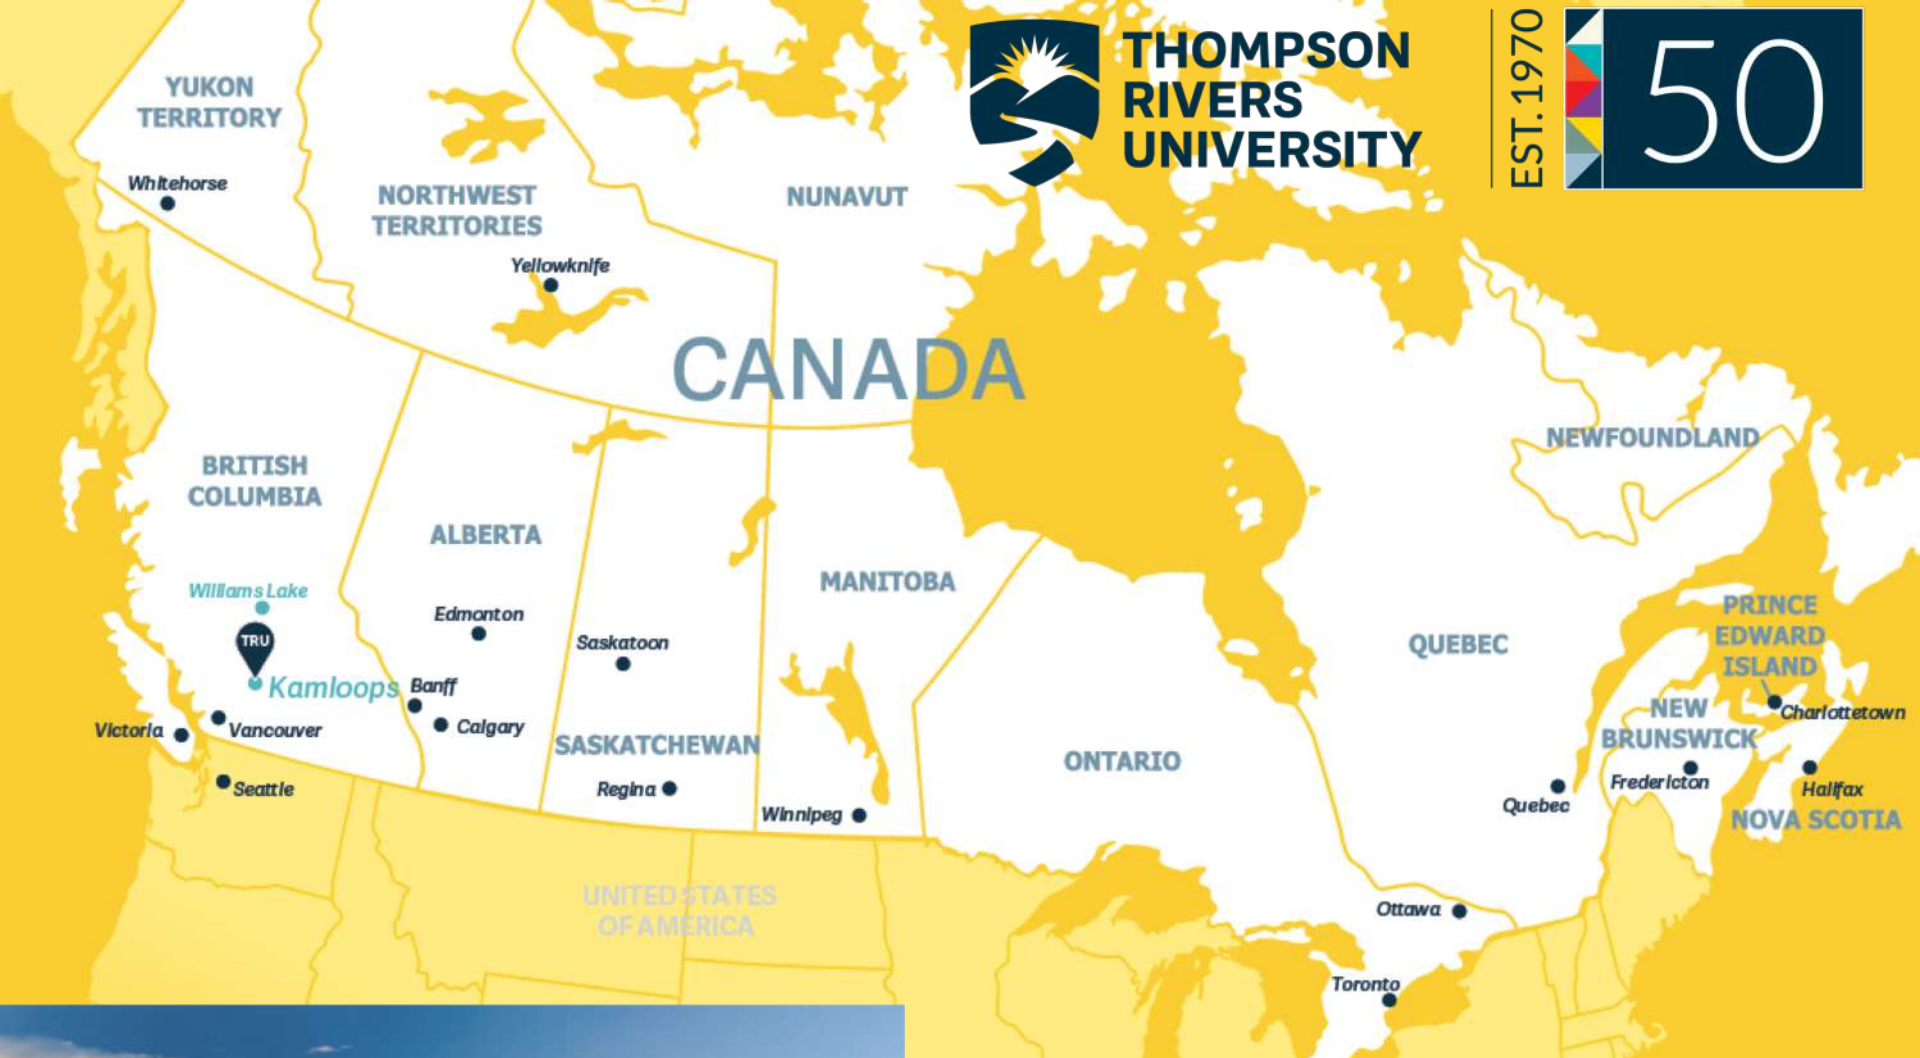 THOMPSON
RIVERS
UNIVERSITY
EST.1970
50
YUKON
TERRITORY
Whitehorse
NORTHWEST
TERRITORIES
NUNAVUT
Yellowknife
CANADA
BRITISH
COLUMBIA
NEWFOUNDLAND
ALBERTA
MANITOBA
Williams Lake
TRU
Kamloops
Edmonton
Saskatoon
QUEBEC
PRINCE
EDWARD
ISLAND
Banff
Victoria
Vancouver
Calgary
SASKATCHEWAN
ONTARIO
NEW
BRUNSWICK
Charlottetown
Seattle
Regina
Winnipeg
Quebec
Fredericton
Halifax
NOVA SCOTIA
UNITED STATES
OF AMERICA
Ottawa
Toronto